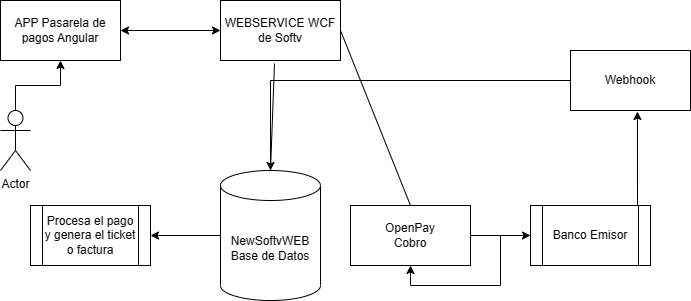 APP Pasarela de
pagos Angular
WEBSERVICE WCF
de Softv
Webhook
Actor
Procesa el pago
y genera el ticket
o factura
NewSoftvWEB
Base de Datos
OpenPay
Cobro
Banco Emisor